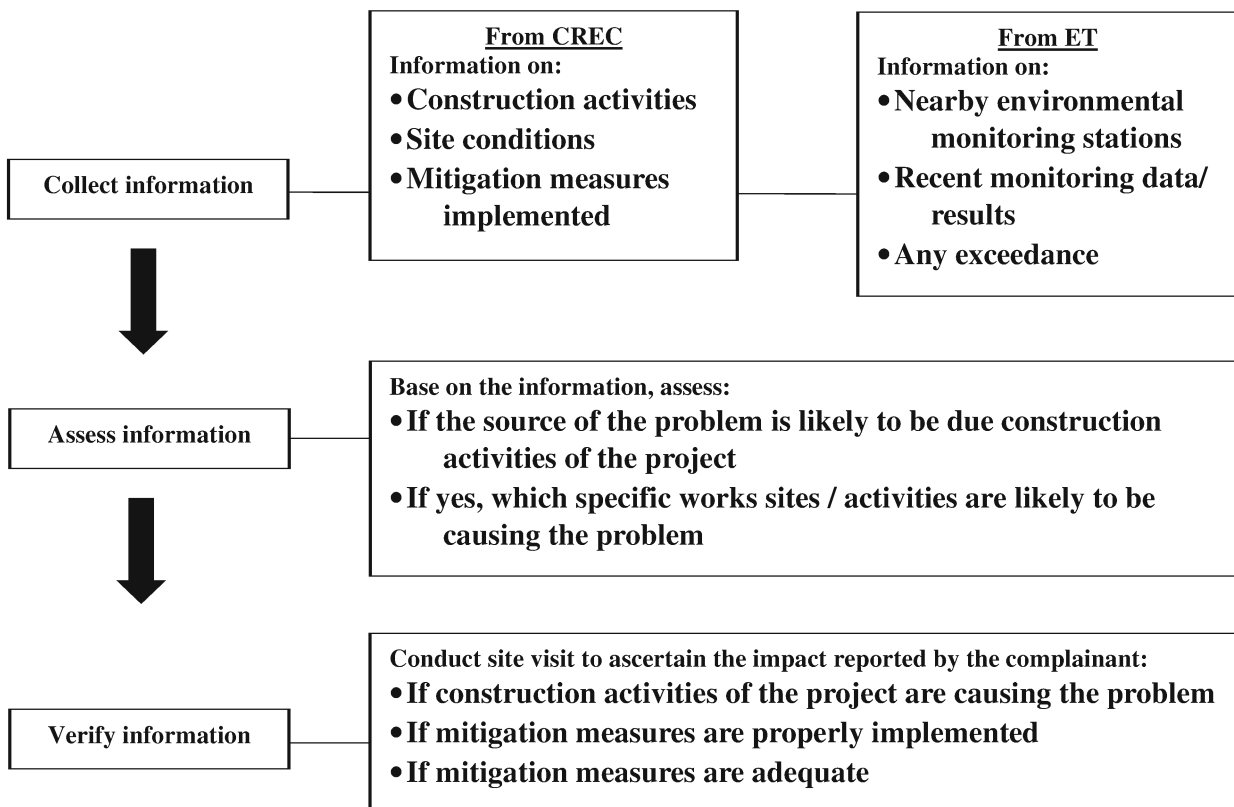 From CREC
Information on:
•Construction activities
•Site conditions
•Mitigation measures
implemented
From ET
Information on:
•Nearby environmental
monitoring stations
•Recent monitoring data/
results
•Any exceedance
Collect information
Assess information
Base on the information, assess:
•If the source of the problem is likely to be due construction
activities of the project
•If yes, which specific works sites / activities are likely to be
causing the problem
Verify information
Conduct site visit to ascertain the impact reported by the complainant:
•If construction activities of the project are causing the problem
•If mitigation measures are properly implemented
•If mitigation measures are adequate